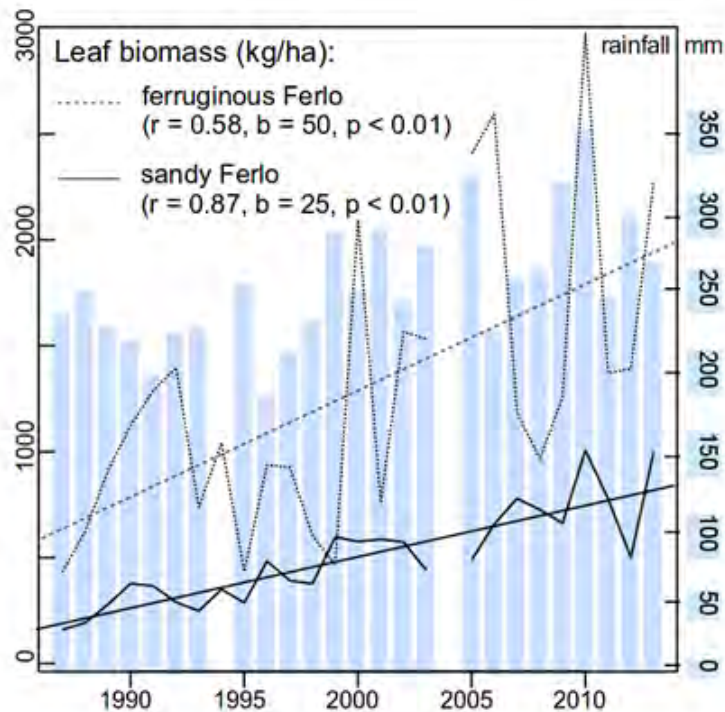 3000
2000
1000
0
Leaf biomass (kg/ha):
ferruginous Ferlo
(r = 0.58, b = 50, p < 0.01)
sandy Ferlo
(r = 0.87, b = 25, p < 0.01)
rainfall mm
350
300
250
200
150
100
50
0
1990 1995 2000 2005 2010